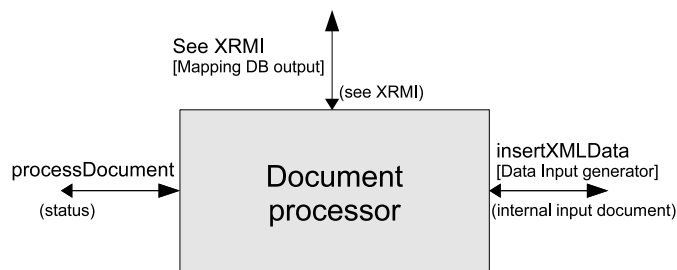 See XRMI
[Mapping DB output]
(see XRMI)
processDocument
(status)
Document
processor
insertXMLData
[Data Input generator]
(internal input document)